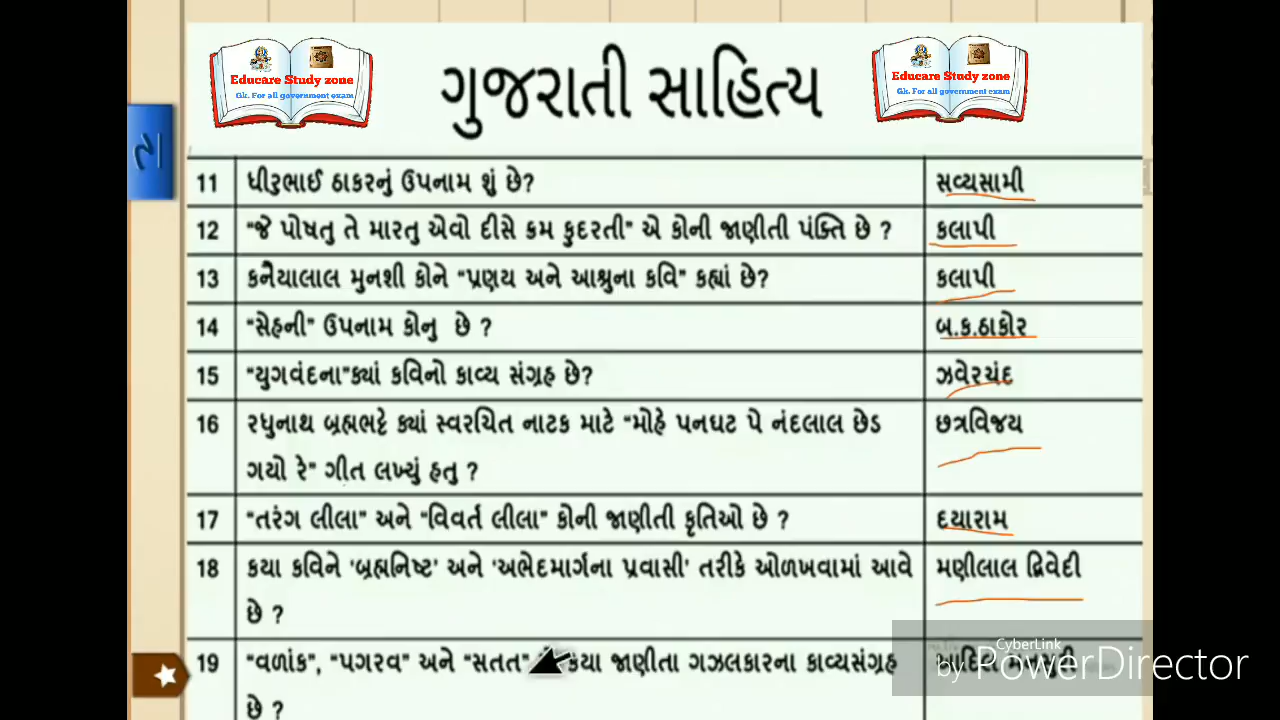 Educare Study zone
Gk. For all government exam
ગુજરાતી સાહિત્ય
Educare Study zone
Gk. For all government exam
11 ધીરુભાઈ ઠાકરનું ઉપનામ શું છે? સવ્યસામી
12 "જે પોષતુ તે મારતુ એવો દીસે ક્રમ કુદરતી" એ કોની જાણીતી પંક્તિ છે ? કલાપી
13 કનૈયાલાલ મુનશી કોને "પ્રણય અને આશ્રુના કવિ" કહ્યાં છે? કલાપી
14 "સેહની" ઉપનામ કોનુ છે ? બ.ક.ઠાકોર
15 "યુગવંદના"ક્યાં કવિનો કાવ્ય સંગ્રહ છે? ઝવેરચંદ
16 રઘુનાથ બ્રહ્મભટ્ટે ક્યાં સ્વરચિત નાટક માટે "મોહે પનઘટ પે નંદલાલ છેડ છત્રવિજય
ગયો રે" ગીત લખ્યું હતુ ?
17 "તરંગ લીલા" અને "વિવર્ત લીલા" કોની જાણીતી કૃતિઓ છે ? દયારામ
18 કયા કવિને 'બ્રહ્મનિષ્ટ' અને 'અભેદમાર્ગના પ્રવાસી' તરીકે ઓળખવામાં આવે મણીલાલ દ્રિવેદી
છે ?
19 "વળાંક", "પગરવ" અને "સતત" કયા જાણીતા ગઝલકારના કાવ્યસંગ્રહ
છે ?
CyberLink
by PowerDirector